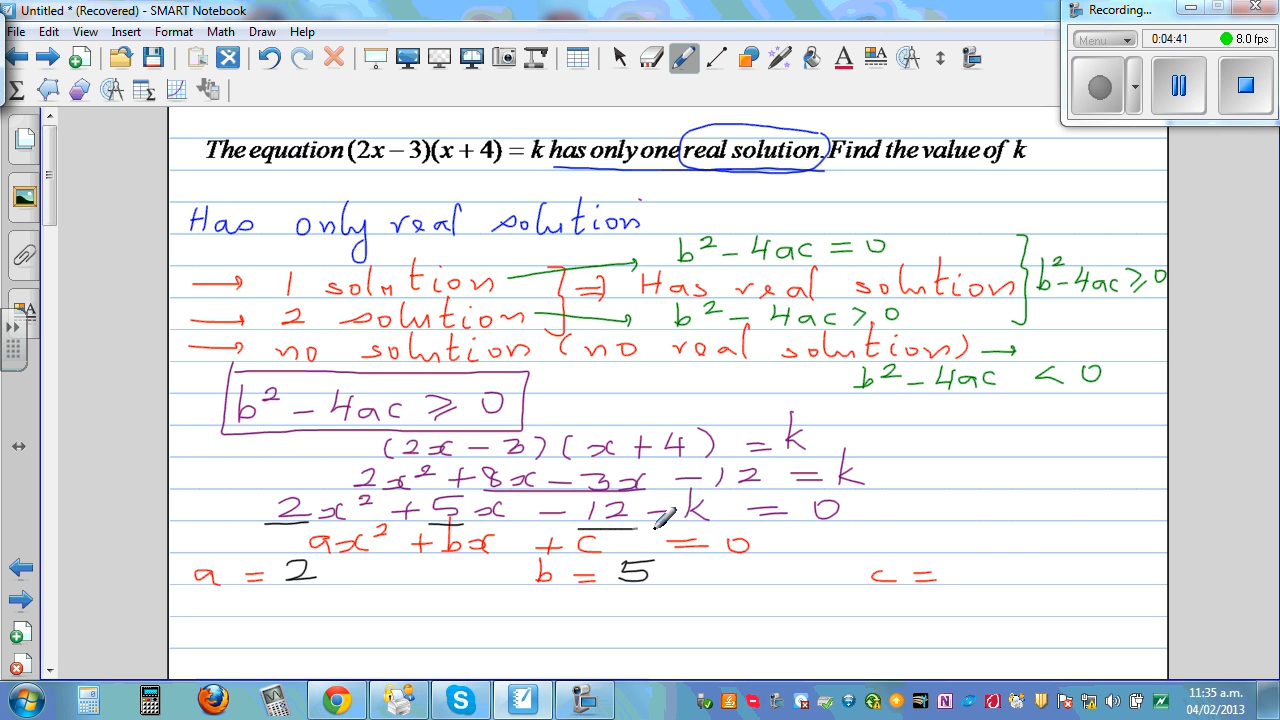 Untitled * (Recovered) - SMART Notebook
Recording...
File Edit View Insert Format Math Draw Help
Menu 0:04:41 8.0 fps
The equation (2x − 3)(x + 4) = k has only one real solution. Find the value of k
Has only real solution
b² − 4ac = 0
→ 1 solution ⇒ Has real solution b² − 4ac ≥ 0
→ 2 solution → b² − 4ac > 0
→ no solution (no real solution) →
b² − 4ac < 0
b² − 4ac ≥ 0
(2x − 3)(x + 4) = k
2x² + 8x − 3x − 12 = k
2x² + 5x − 12 − k = 0
ax² + bx + c = 0
a = 2 b = 5 c =
11:35 a.m.
04/02/2013